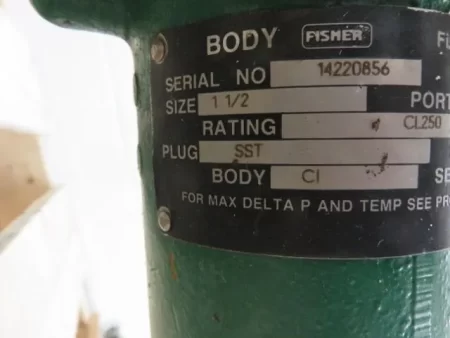 BODY FISHER
SERIAL NO 14220856
SIZE 1 1/2 PORT
RATING CL250
PLUG SST
BODY CI
FOR MAX DELTA P AND TEMP SEE